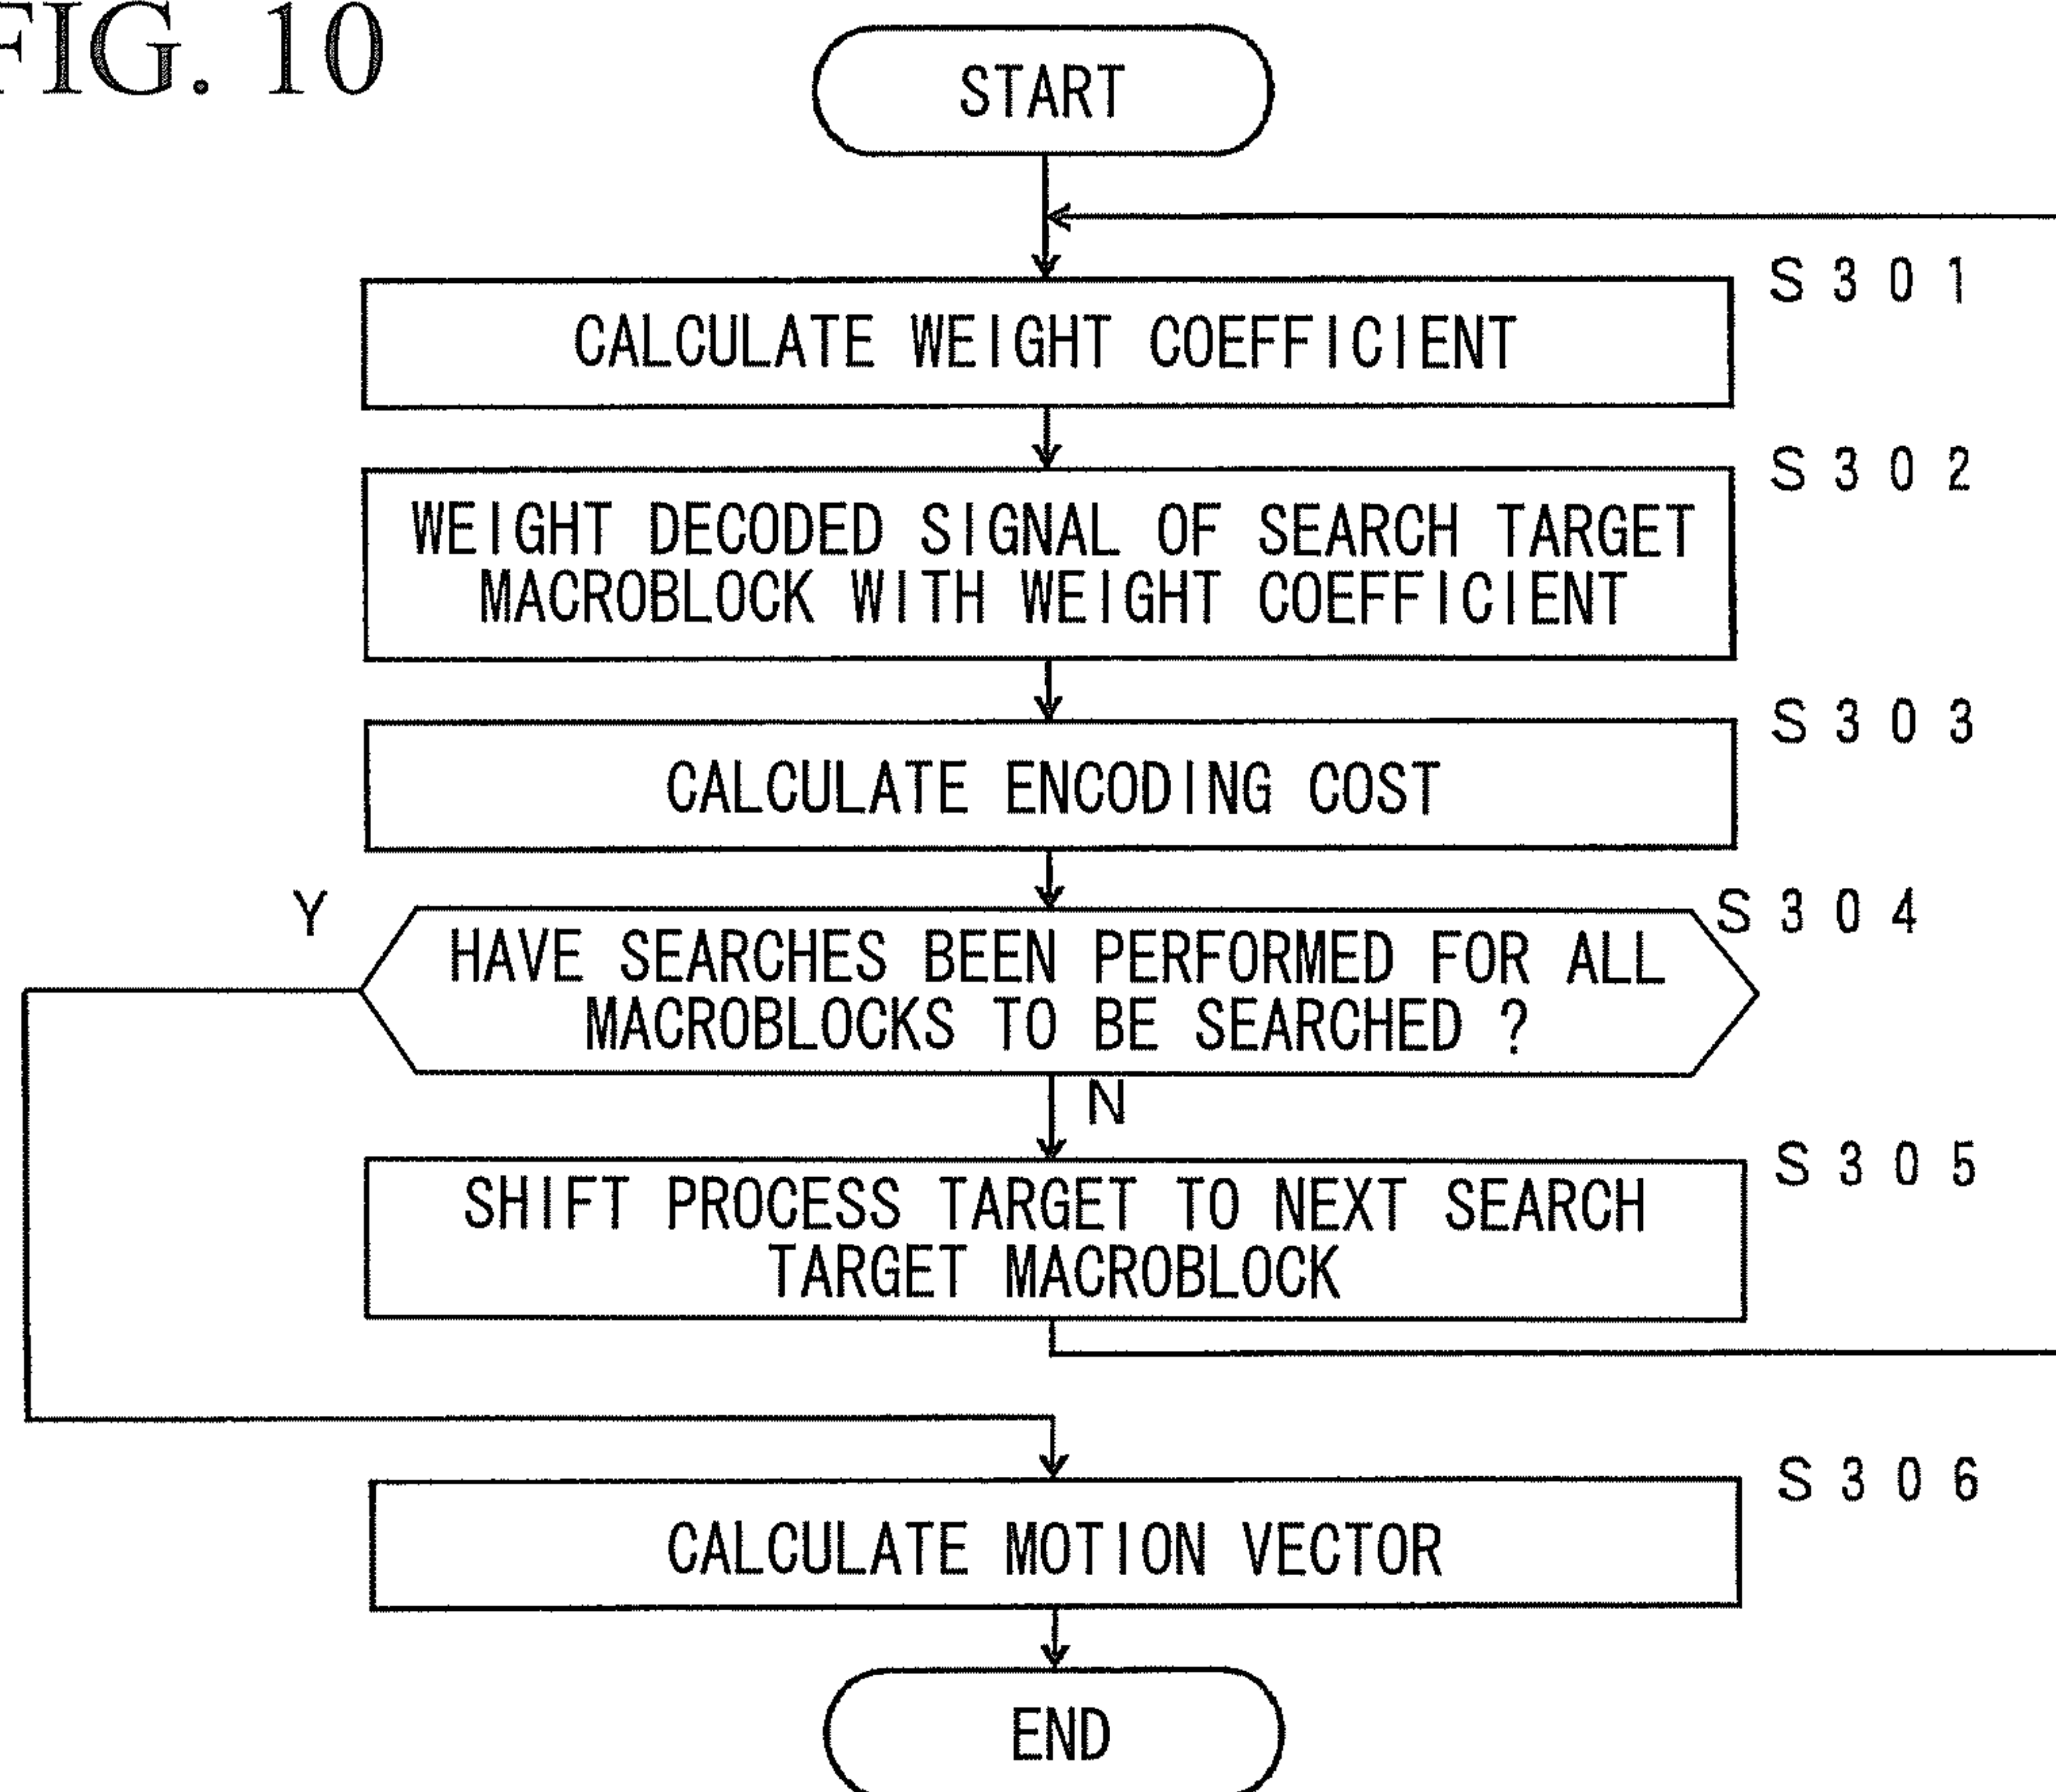 FIG. 10
START
S301
CALCULATE WEIGHT COEFFICIENT
S302
WEIGHT DECODED SIGNAL OF SEARCH TARGET
MACROBLOCK WITH WEIGHT COEFFICIENT
S303
CALCULATE ENCODING COST
Y
S304
HAVE SEARCHES BEEN PERFORMED FOR ALL
MACROBLOCKS TO BE SEARCHED ?
N
S305
SHIFT PROCESS TARGET TO NEXT SEARCH
TARGET MACROBLOCK
S306
CALCULATE MOTION VECTOR
END